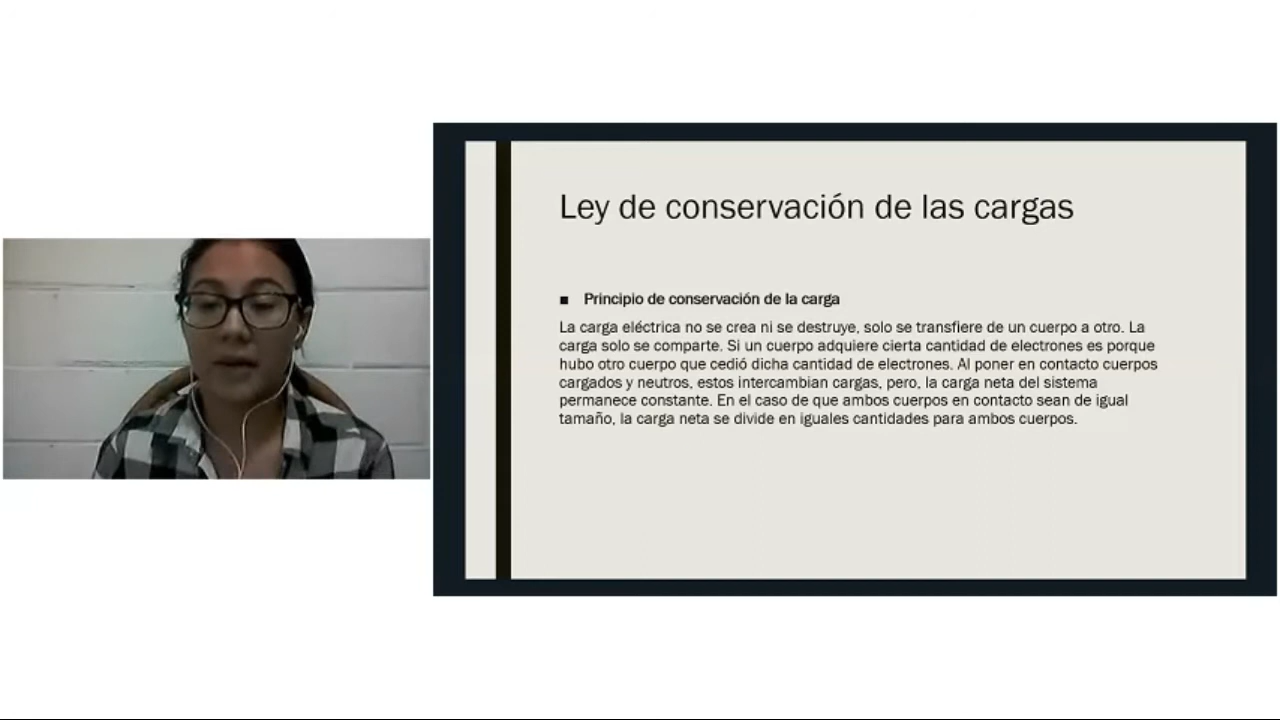 Ley de conservación de las cargas
▪ Principio de conservación de la carga
La carga eléctrica no se crea ni se destruye, solo se transfiere de un cuerpo a otro. La
carga solo se comparte. Si un cuerpo adquiere cierta cantidad de electrones es porque
hubo otro cuerpo que cedió dicha cantidad de electrones. Al poner en contacto cuerpos
cargados y neutros, estos intercambian cargas, pero, la carga neta del sistema
permanece constante. En el caso de que ambos cuerpos en contacto sean de igual
tamaño, la carga neta se divide en iguales cantidades para ambos cuerpos.